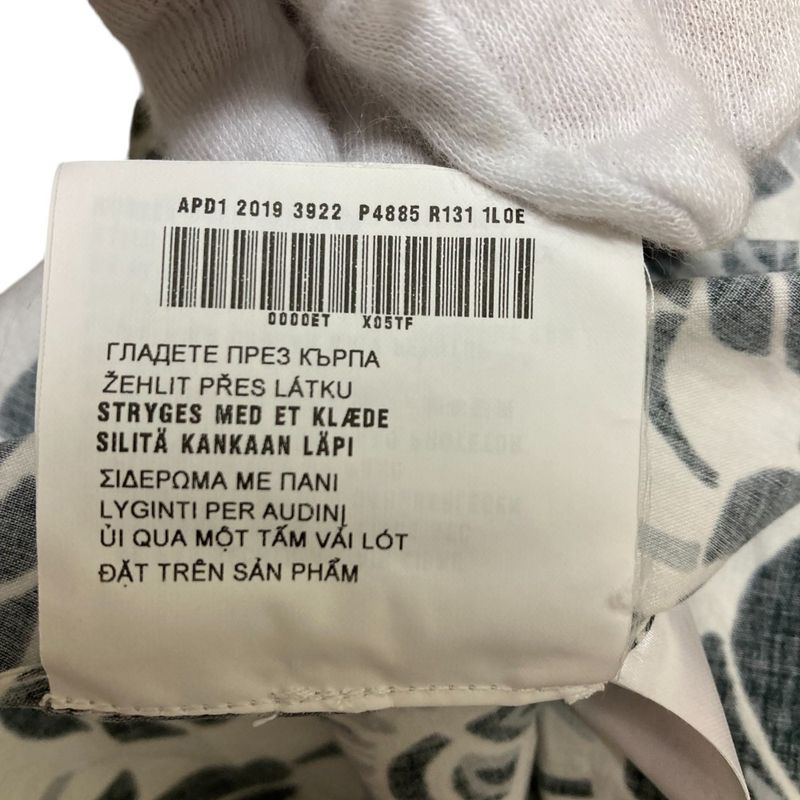 APD1 2019 3922 P4885 R131 1L0E
0000ET X05TF
ГЛАДЕТЕ ПРЕЗ КЪРПА
ŽEHLIT PŘES LÁTKU
STRYGES MED ET KLÆDE
SILITÄ KANKAAN LÄPI
ΣΙΔΕΡΩΜΑ ΜΕ ΠΑΝΙ
LYGINTI PER AUDINĮ
ỦI QUA MỘT TẤM VẢI LÓT
ĐẶT TRÊN SẢN PHẨM